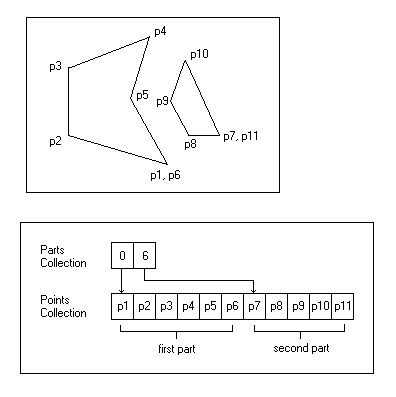 p4
p10
p3
p5
p9
p2
p8
p7, p11
p1, p6
Parts
Collection
0 6
Points
Collection
p1 p2 p3 p4 p5 p6 p7 p8 p9 p10 p11
first part
second part